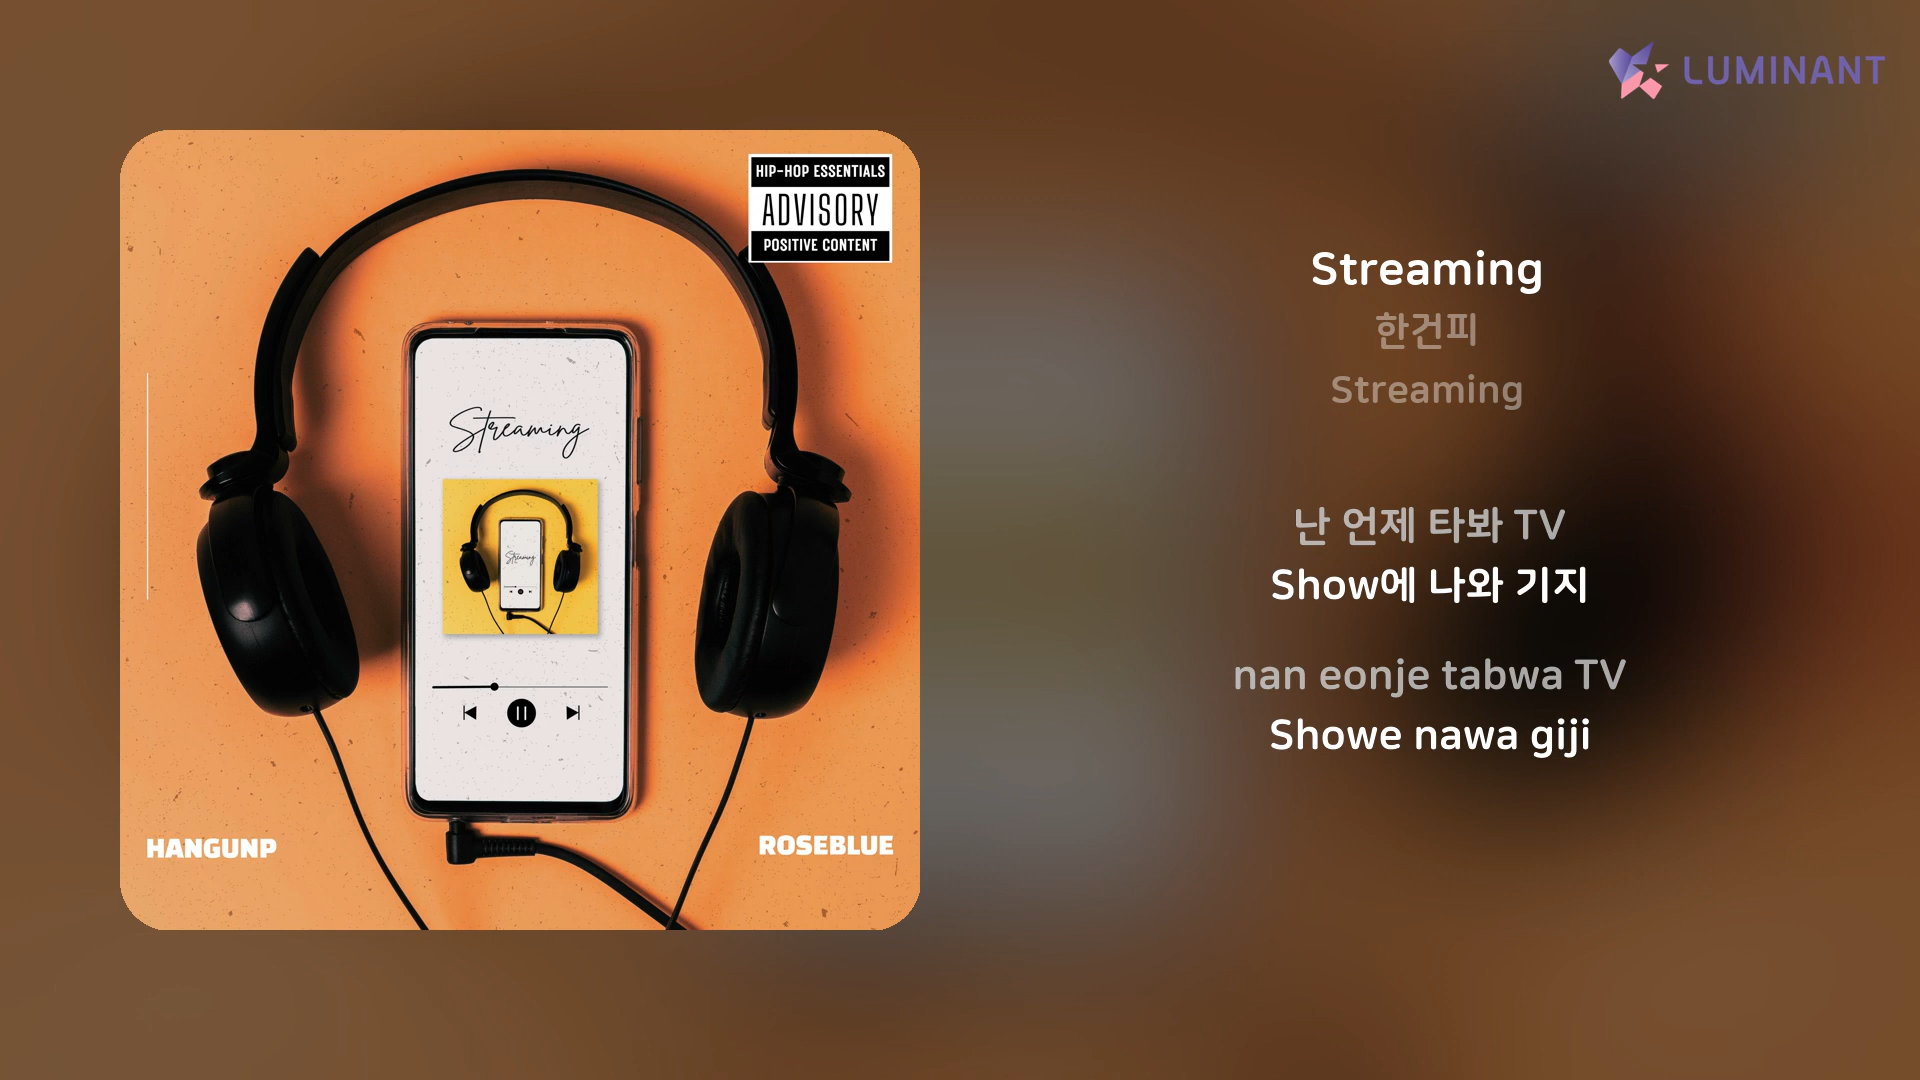 LUMINANT
HIP-HOP ESSENTIALS
ADVISORY
POSITIVE CONTENT
Streaming
Streaming
HANGUNP
ROSEBLUE
Streaming
한건피
Streaming
난 언제 타봐 TV
Show에 나와 기지
nan eonje tabwa TV
Showe nawa giji